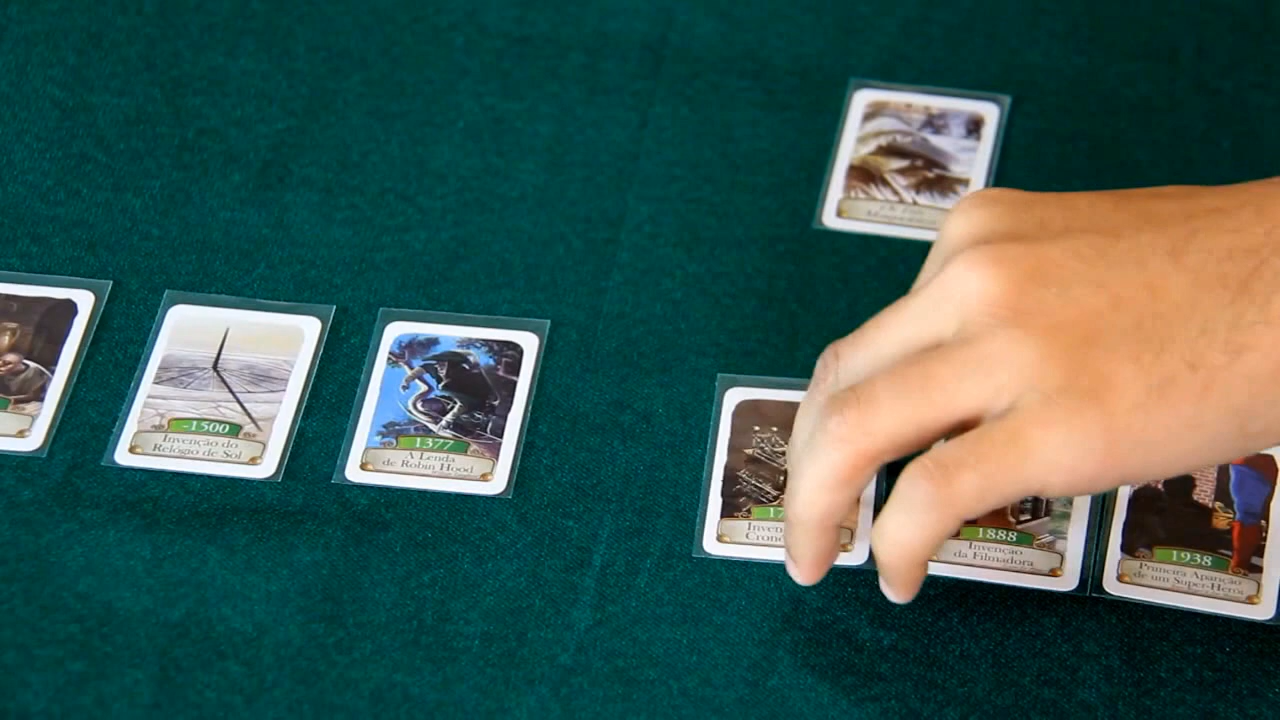 -1500
Invenção do
Relógio de Sol
1377
A Lenda
de Robin Hood
1888
Invenção
da Filmadora
1938
Primeira Aparição
de um Super-Herói